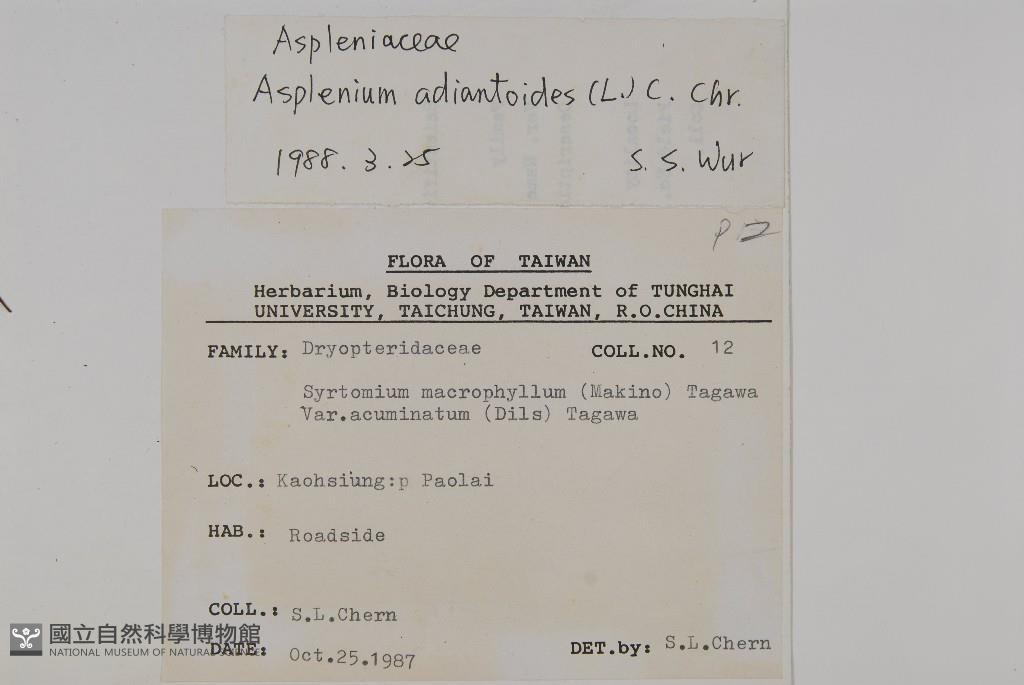 Aspleniaceae
Asplenium adiantoides (L.) C. Chr.
1988. 3. 25 S. S. Wur
P 12
FLORA OF TAIWAN
Herbarium, Biology Department of TUNGHAI
UNIVERSITY, TAICHUNG, TAIWAN, R.O.CHINA
FAMILY: Dryopteridaceae COLL.NO. 12
Syrtomium macrophyllum (Makino) Tagawa
Var.acuminatum (Dils) Tagawa
LOC.: Kaohsiung:p Paolai
HAB.: Roadside
COLL.: S.L.Chern
DATE: Oct.25.1987 DET.by: S.L.Chern
國立自然科學博物館
NATIONAL MUSEUM OF NATURAL SCIENCE